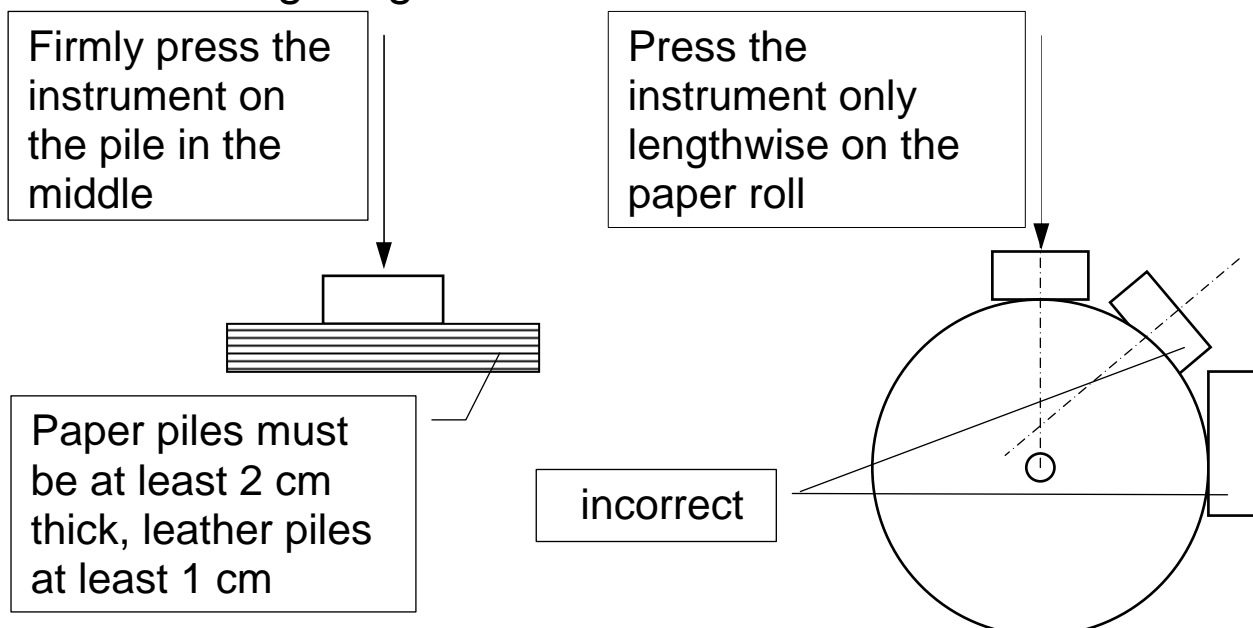 Firmly press the
instrument on
the pile in the
middle
Press the
instrument only
lengthwise on the
paper roll
Paper piles must
be at least 2 cm
thick, leather piles
at least 1 cm
incorrect